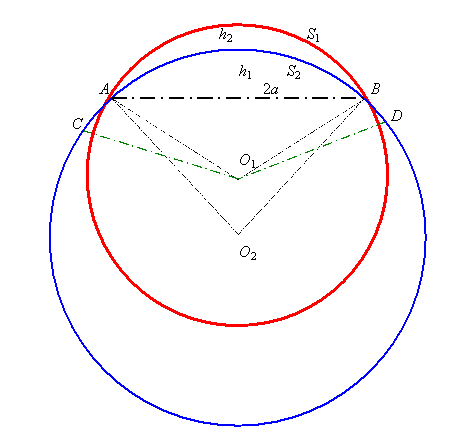 h₂ S₁
h₁ S₂
A 2a B
C D
O₁
O₂